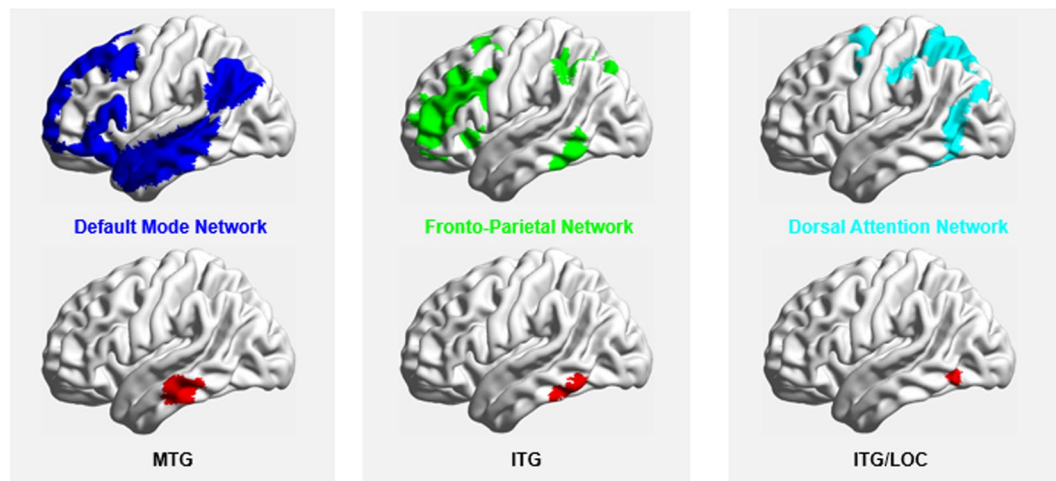 Default Mode Network
Fronto-Parietal Network
Dorsal Attention Network
MTG
ITG
ITG/LOC